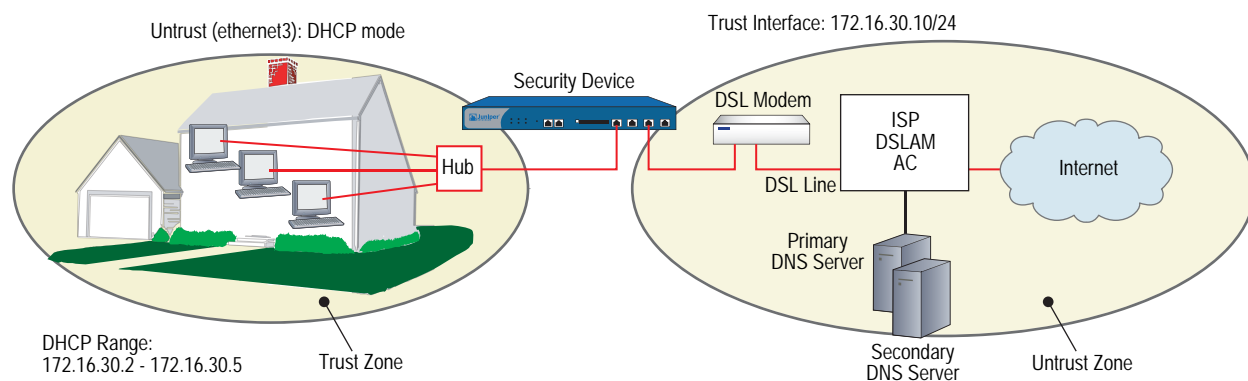 Untrust (ethernet3): DHCP mode
Trust Interface: 172.16.30.10/24
Security Device
Juniper
DSL Modem
ISP
DSLAM
AC
Hub
Internet
DSL Line
Primary
DNS Server
DHCP Range:
172.16.30.2 - 172.16.30.5
Trust Zone
Secondary
DNS Server
Untrust Zone